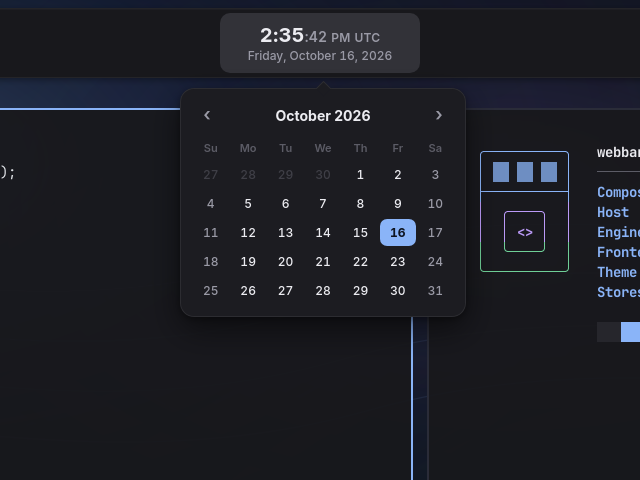 2:35:42 PM UTC
Friday, October 16, 2026
‹ October 2026 ›
Su Mo Tu We Th Fr Sa
27 28 29 30 1 2 3
4 5 6 7 8 9 10
11 12 13 14 15 16 17
18 19 20 21 22 23 24
25 26 27 28 29 30 31
);
<>
webbar
Compos
Host
Engine
Fronte
Theme
Stores